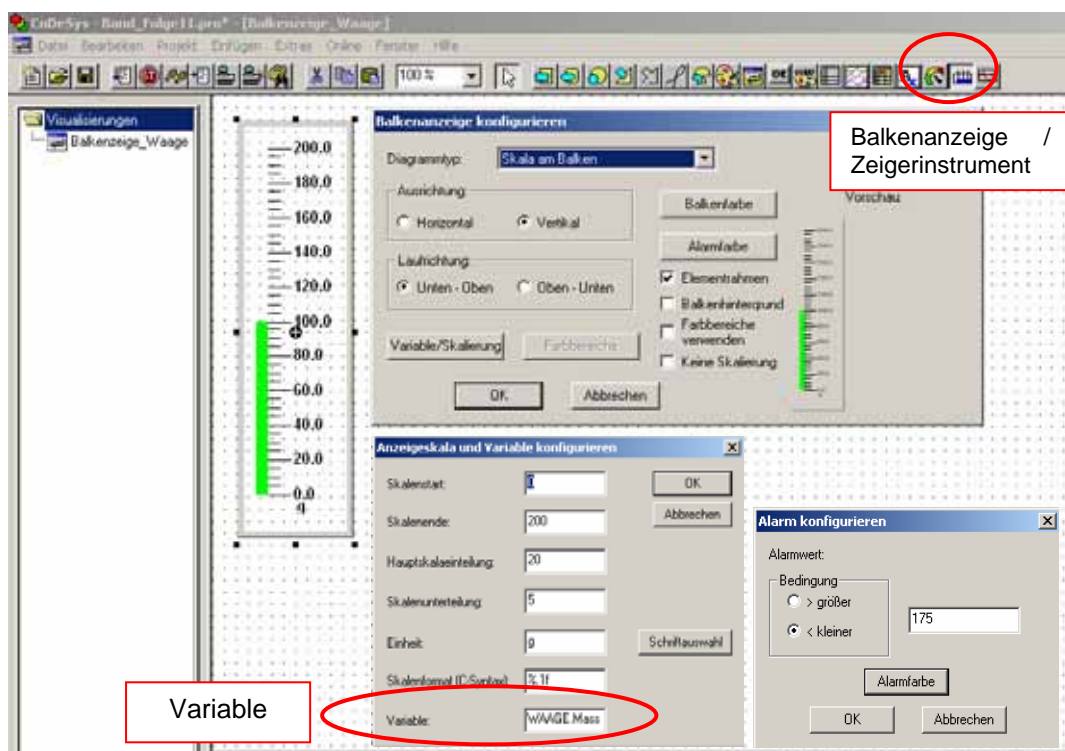 CoDeSys - Band_Folge11.pro* - [Balkenzeige_Waage]
Datei Bearbeiten Projekt Einfügen Extras Online Fenster Hilfe
100 %
Visualisierungen
Balkenzeige_Waage
200.0
180.0
160.0
140.0
120.0
100.0
80.0
60.0
40.0
20.0
0.0
g
Balkenanzeige konfigurieren
Diagrammtyp: Skala am Balken
Ausrichtung:
Horizontal Vertikal
Laufrichtung:
Unten - Oben Oben - Unten
Variable/Skalierung Farbbereiche
Balkenfarbe
Alarmfarbe
Elementrahmen
Balkenhintergrund
Farbbereiche
verwenden
Keine Skalierung
OK Abbrechen
Vorschau
Balkenanzeige /
Zeigerinstrument
Anzeigeskala und Variable konfigurieren
Skalenstart: 0
Skalenende: 200
Hauptskaleneinteilung: 20
Skalenunterteilung: 5
Einheit: g
Skalenformat (C-Syntax): %.1f
Variable: WAAGE.Mass
OK
Abbrechen
Schriftauswahl
Variable
Alarm konfigurieren
Alarmwert:
Bedingung
> größer
< kleiner
175
Alarmfarbe
OK Abbrechen